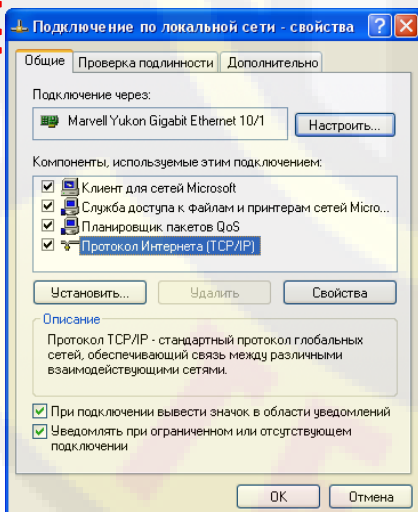 Подключение по локальной сети - свойства
Общие Проверка подлинности Дополнительно
Подключение через:
Marvell Yukon Gigabit Ethernet 10/1
Настроить...
Компоненты, используемые этим подключением:
Клиент для сетей Microsoft
Служба доступа к файлам и принтерам сетей Micro...
Планировщик пакетов QoS
Протокол Интернета (TCP/IP)
Установить... Удалить Свойства
Описание
Протокол TCP/IP - стандартный протокол глобальных
сетей, обеспечивающий связь между различными
взаимодействующими сетями.
При подключении вывести значок в области уведомлений
Уведомлять при ограниченном или отсутствующем
подключении
OK Отмена